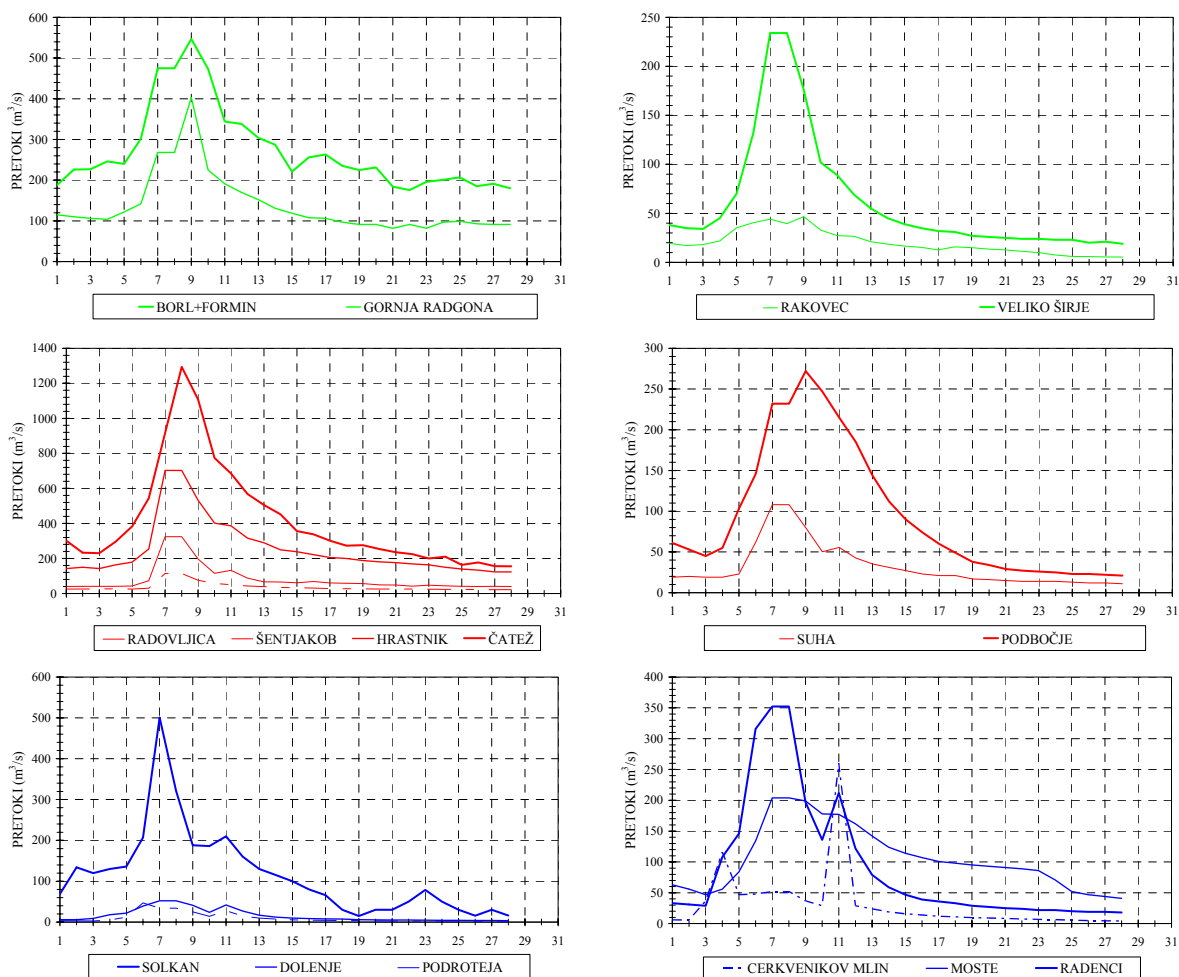 600
500
400
300
200
100
0
PRETOKI (m³/s)
1 3 5 7 9 11 13 15 17 19 21 23 25 27 29 31
BORL+FORMIN GORNJA RADGONA
250
200
150
100
50
0
PRETOKI (m³/s)
1 3 5 7 9 11 13 15 17 19 21 23 25 27 29 31
RAKOVEC VELIKO ŠIRJE
1400
1200
1000
800
600
400
200
0
PRETOKI (m³/s)
1 3 5 7 9 11 13 15 17 19 21 23 25 27 29 31
RADOVLJICA ŠENTJAKOB HRASTNIK ČATEŽ
300
250
200
150
100
50
0
PRETOKI (m³/s)
1 3 5 7 9 11 13 15 17 19 21 23 25 27 29 31
SUHA PODBOČJE
600
500
400
300
200
100
0
PRETOKI (m³/s)
1 3 5 7 9 11 13 15 17 19 21 23 25 27 29 31
SOLKAN DOLENJE PODROTEJA
400
350
300
250
200
150
100
50
0
PRETOKI (m³/s)
1 3 5 7 9 11 13 15 17 19 21 23 25 27 29 31
CERKVENIKOV MLIN MOSTE RADENCI